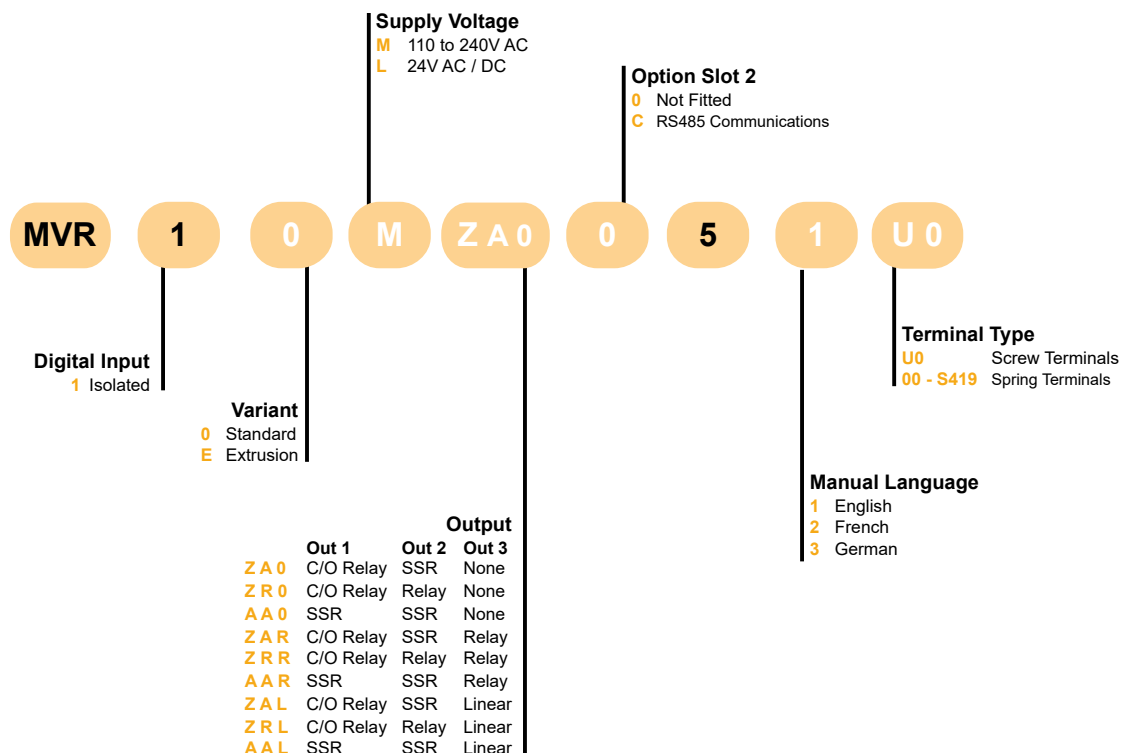 Supply Voltage
M 110 to 240V AC
L 24V AC / DC
Option Slot 2
0 Not Fitted
C RS485 Communications
MVR 1 0 M Z A 0 0 5 1 U 0
Digital Input
1 Isolated
Variant
0 Standard
E Extrusion
Terminal Type
U0 Screw Terminals
00 - S419 Spring Terminals
Manual Language
1 English
2 French
3 German
Output
Out 1 Out 2 Out 3
Z A 0 C/O Relay SSR None
Z R 0 C/O Relay Relay None
A A 0 SSR SSR None
Z A R C/O Relay SSR Relay
Z R R C/O Relay Relay Relay
A A R SSR SSR Relay
Z A L C/O Relay SSR Linear
Z R L C/O Relay Relay Linear
A A L SSR SSR Linear